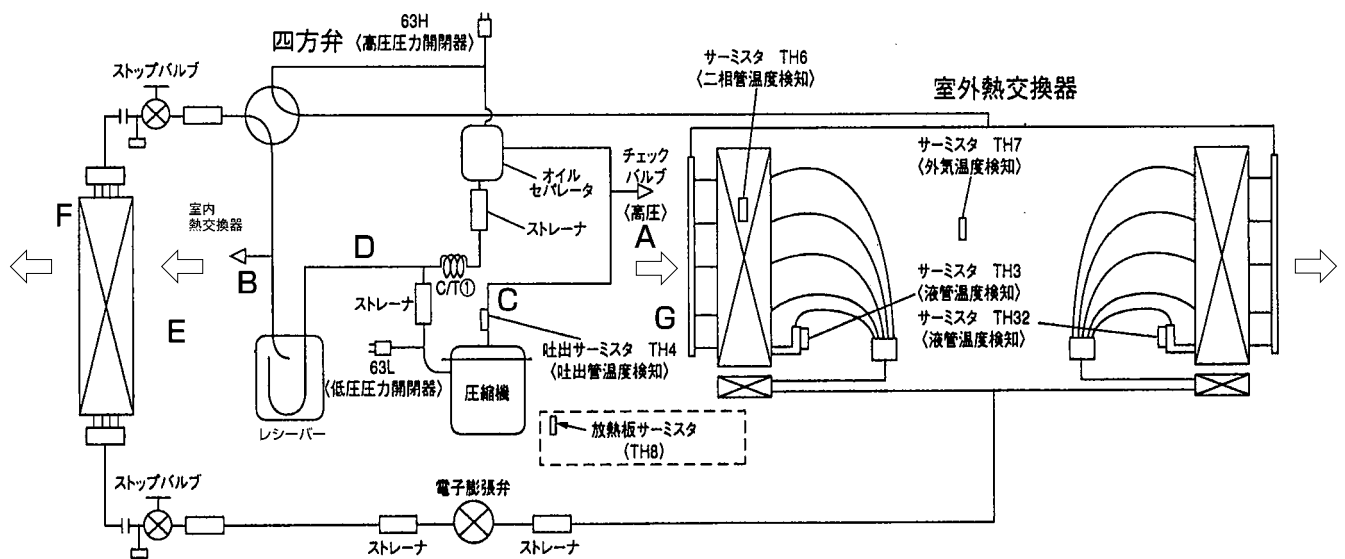 63H
四方弁 〈高圧圧力開閉器〉
ストップバルブ
サーミスタ TH6
〈二相管温度検知〉
室外熱交換器
サーミスタ TH7
〈外気温度検知〉
チェック
バルブ
〈高圧〉
オイル
セパレータ
ストレーナ
A
F
室内
熱交換器
B
D
C/T①
ストレーナ
C
サーミスタ TH3
〈液管温度検知〉
サーミスタ TH32
〈液管温度検知〉
G
E
63L
〈低圧圧力開閉器〉
吐出サーミスタ TH4
〈吐出管温度検知〉
圧縮機
レシーバー
放熱板サーミスタ
(TH8)
ストップバルブ
電子膨張弁
ストレーナ
ストレーナ